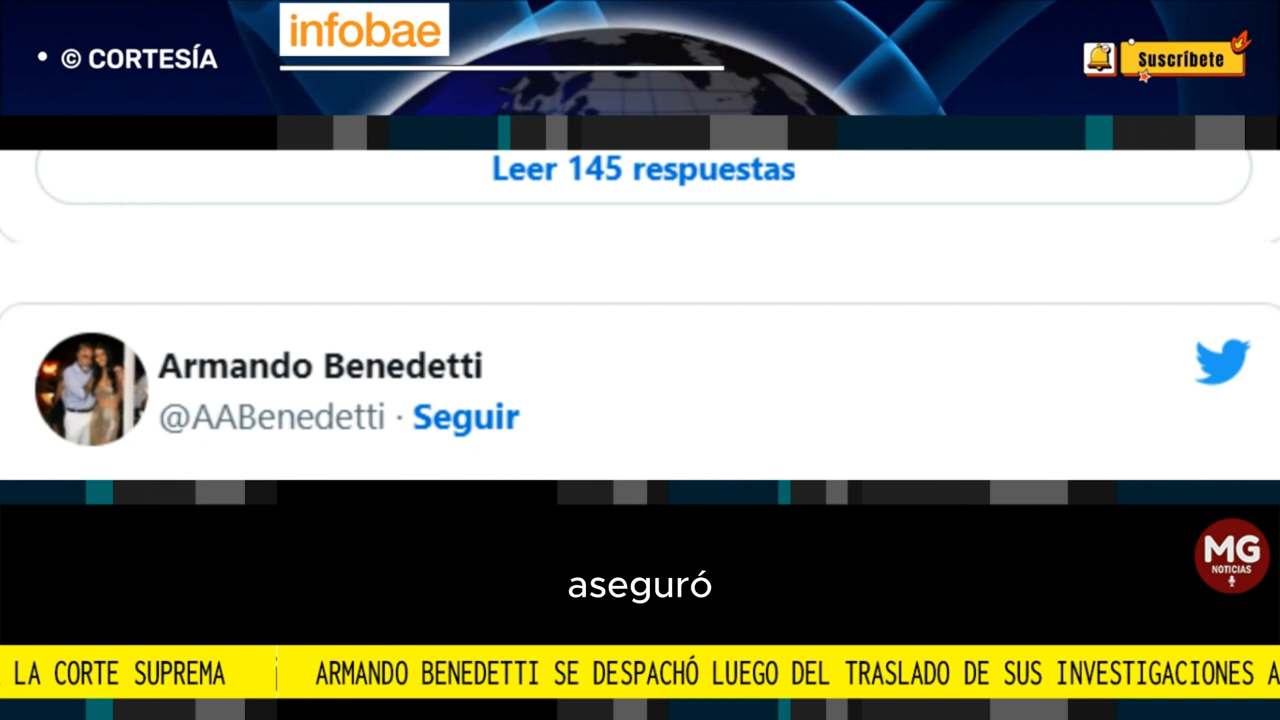 infobae
• © CORTESÍA
Suscríbete
Leer 145 respuestas
Armando Benedetti
@AABenedetti · Seguir
MG
NOTICIAS
aseguró
LA CORTE SUPREMA
ARMANDO BENEDETTI SE DESPACHÓ LUEGO DEL TRASLADO DE SUS INVESTIGACIONES A